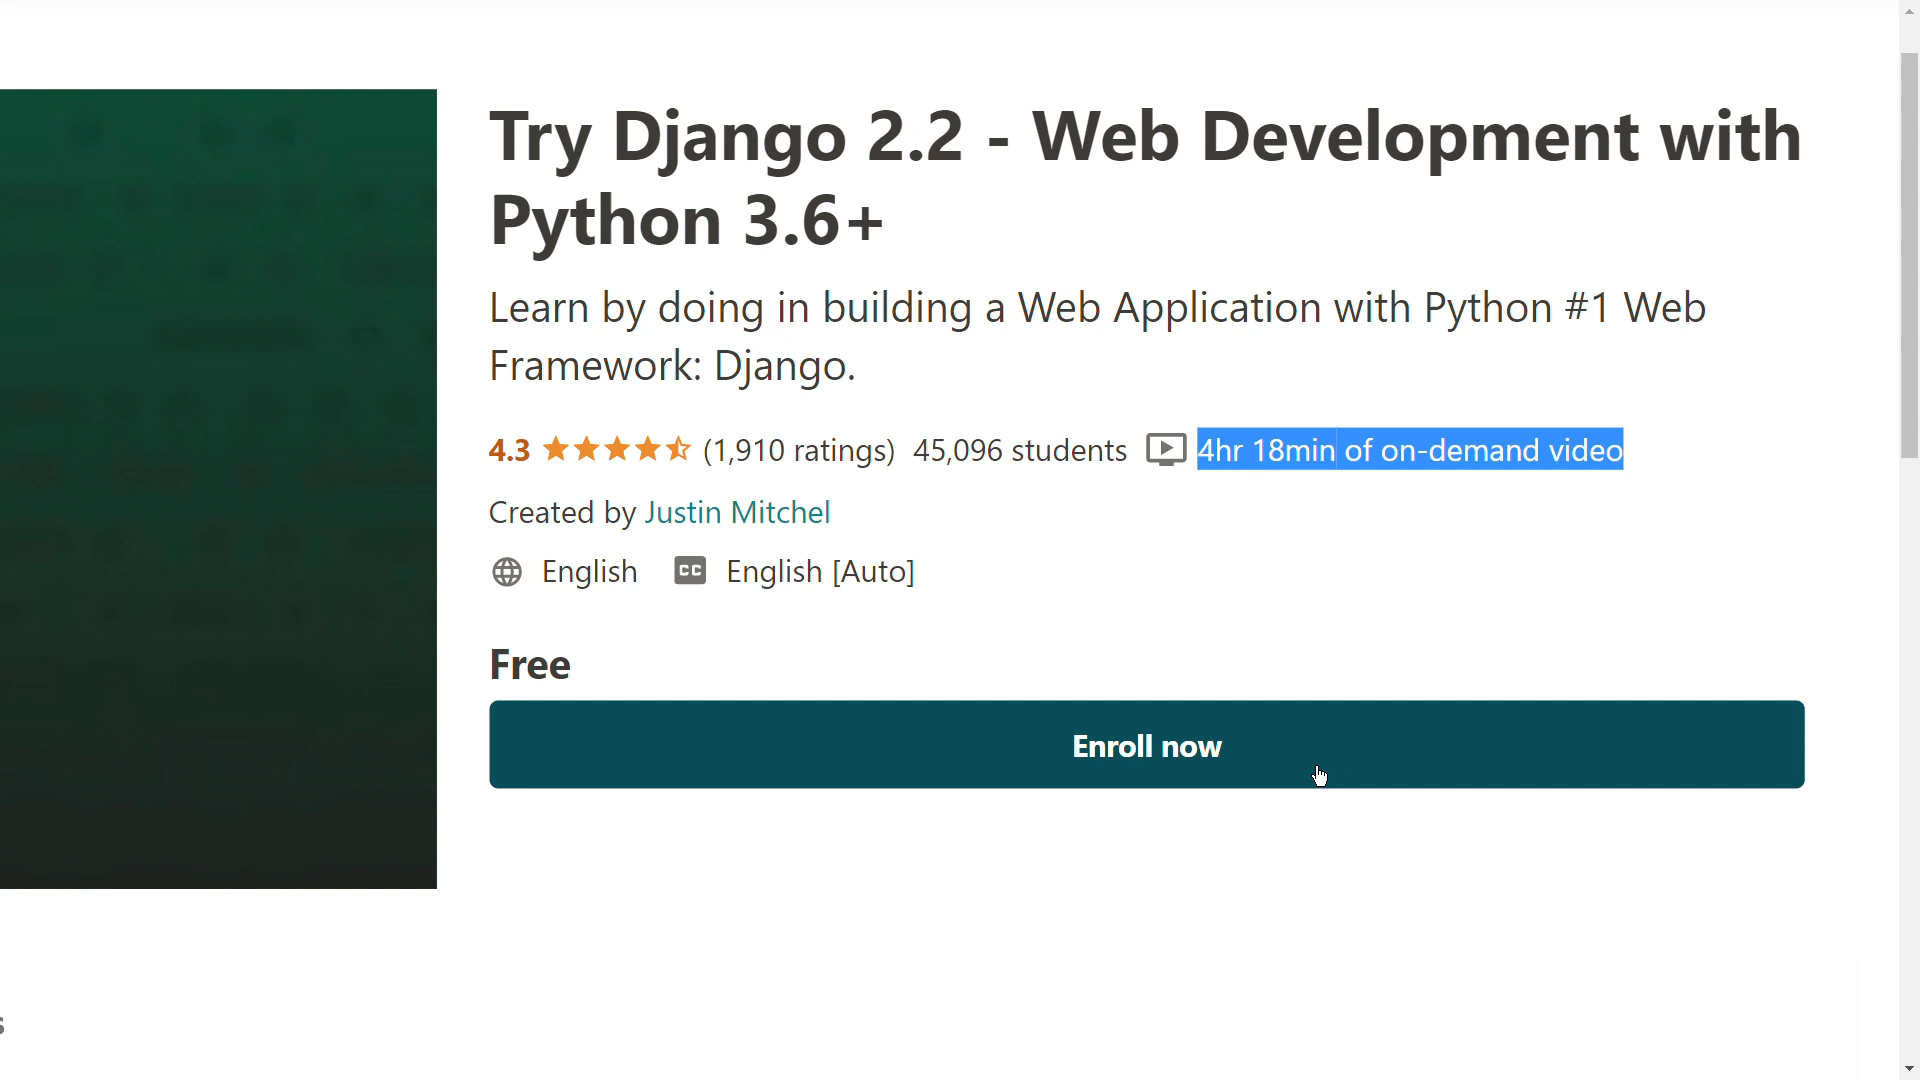 Try Django 2.2 - Web Development with
Python 3.6+
Learn by doing in building a Web Application with Python #1 Web
Framework: Django.
4.3 (1,910 ratings) 45,096 students 4hr 18min of on-demand video
Created by Justin Mitchel
English CC English [Auto]
Free
Enroll now
s